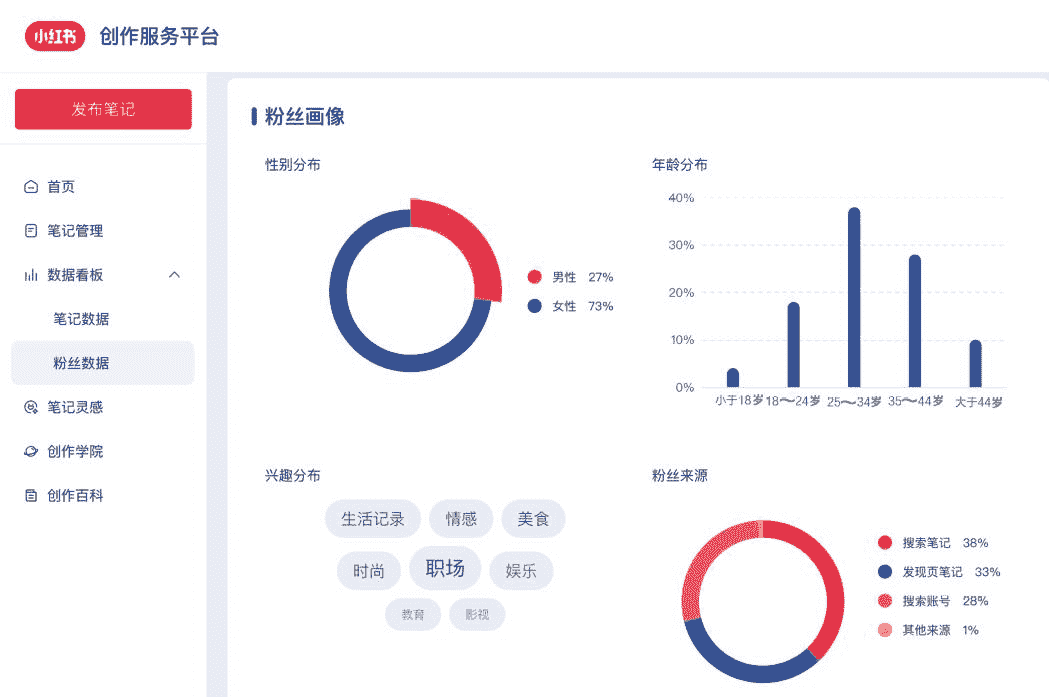 小红书 创作服务平台
发布笔记
首页
笔记管理
数据看板
笔记数据
粉丝数据
笔记灵感
创作学院
创作百科
粉丝画像
性别分布
男性 27%
女性 73%
年龄分布
40%
30%
20%
10%
0%
小于18岁 18～24岁 25～34岁 35～44岁 大于44岁
兴趣分布
生活记录 情感 美食
时尚 职场 娱乐
教育 影视
粉丝来源
搜索笔记 38%
发现页笔记 33%
搜索账号 28%
其他来源 1%